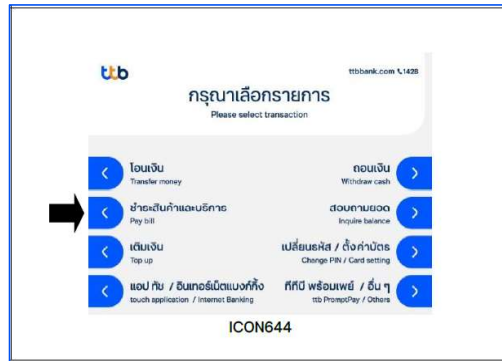 ttb
ttbbank.com 1428
กรุณาเลือกรายการ
Please select transaction
โอนเงิน
Transfer money
ถอนเงิน
Withdraw cash
ชำระสินค้าและบริการ
Pay bill
สอบถามยอด
Inquire balance
เติมเงิน
Top up
เปลี่ยนรหัส / ตั้งค่าบัตร
Change PIN / Card setting
แอป ทัช / อินเทอร์เน็ตแบงก์กิ้ง
touch application / Internet Banking
ทีทีบี พร้อมเพย์ / อื่น ๆ
ttb PromptPay / Others
ICON644